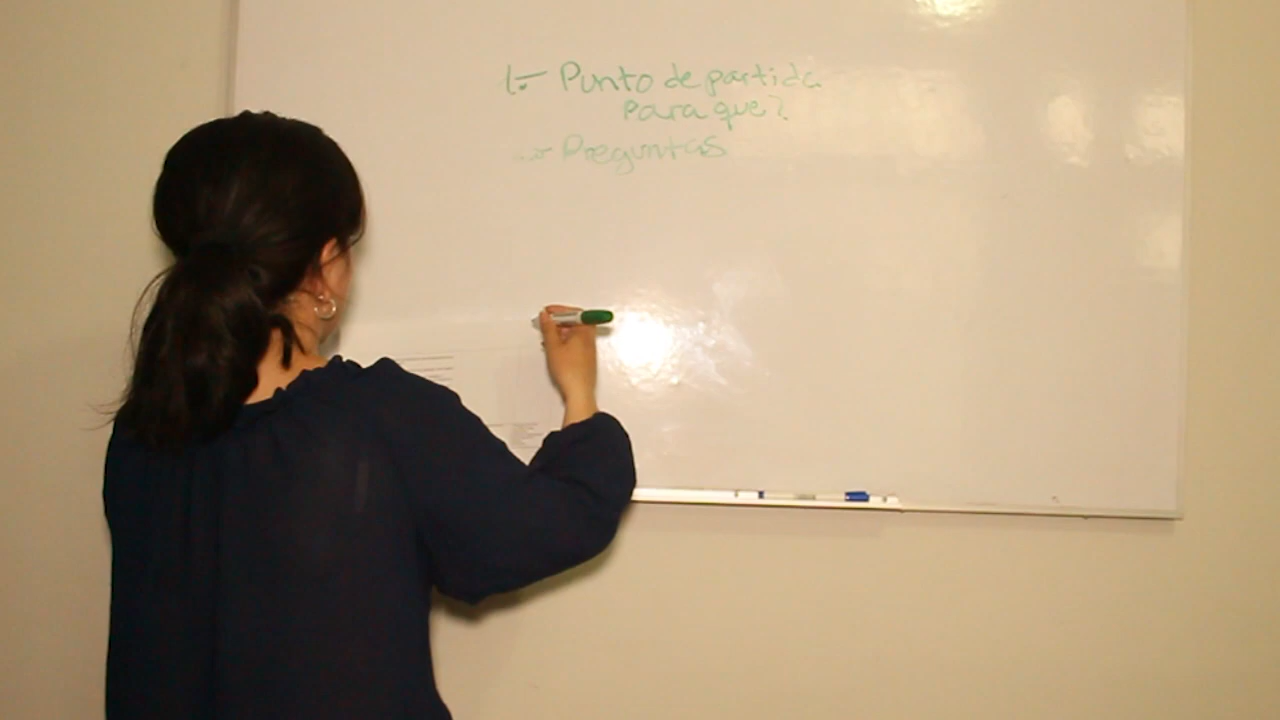 1.- Punto de partida
para que?
Preguntas